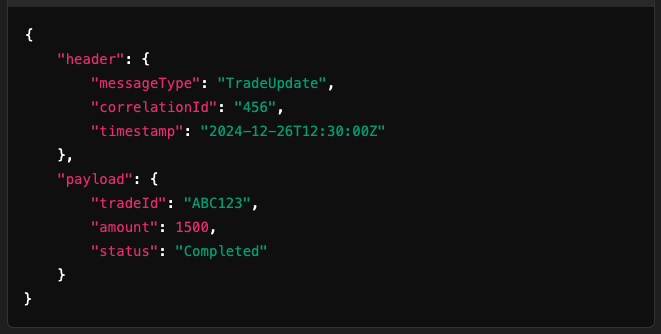 {
    "header": {
        "messageType": "TradeUpdate",
        "correlationId": "456",
        "timestamp": "2024-12-26T12:30:00Z"
    },
    "payload": {
        "tradeId": "ABC123",
        "amount": 1500,
        "status": "Completed"
    }
}